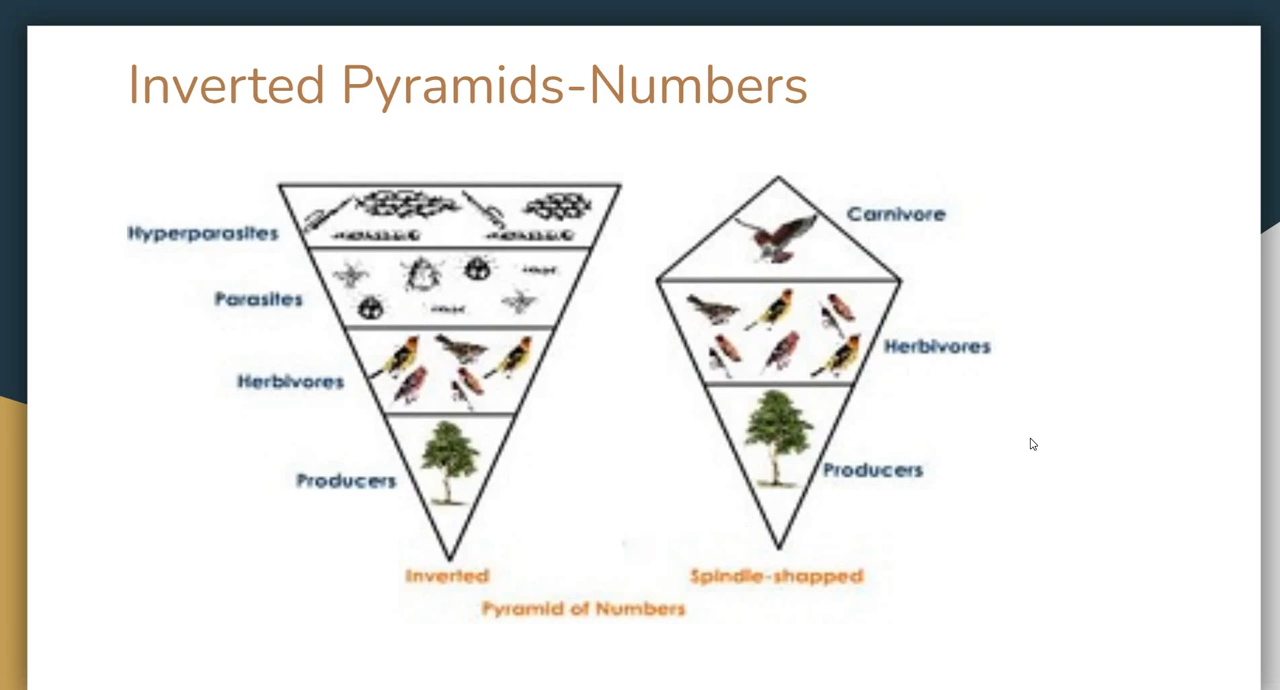 Inverted Pyramids-Numbers
Hyperparasites
Parasites
Herbivores
Producers
Inverted
Carnivore
Herbivores
Producers
Spindle-shapped
Pyramid of Numbers